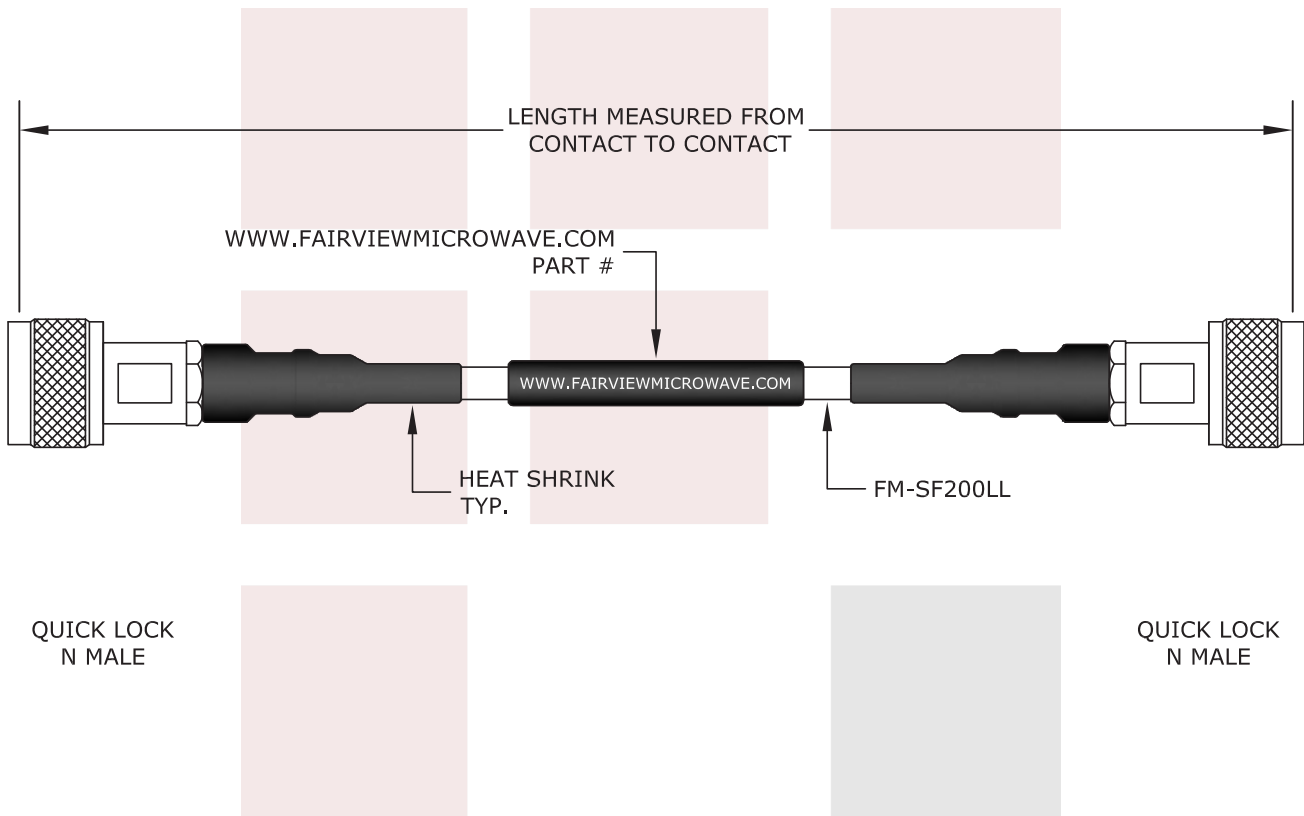 LENGTH MEASURED FROM
CONTACT TO CONTACT
WWW.FAIRVIEWMICROWAVE.COM
PART #
WWW.FAIRVIEWMICROWAVE.COM
HEAT SHRINK
TYP.
FM-SF200LL
QUICK LOCK
N MALE
QUICK LOCK
N MALE